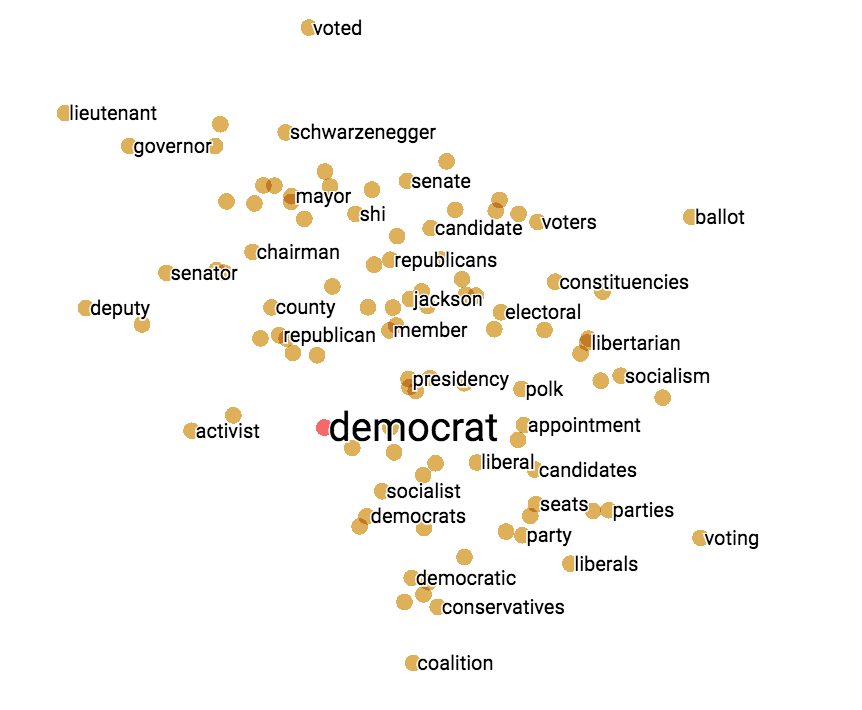 voted
lieutenant
schwarzenegger
governor
senate
mayor
shi
ballot
voters
candidate
chairman
republicans
senator
constituencies
jackson
county
deputy
electoral
member
republican
libertarian
socialism
presidency
polk
appointment
democrat
activist
liberal
candidates
socialist
seats
parties
democrats
party
voting
liberals
democratic
conservatives
coalition